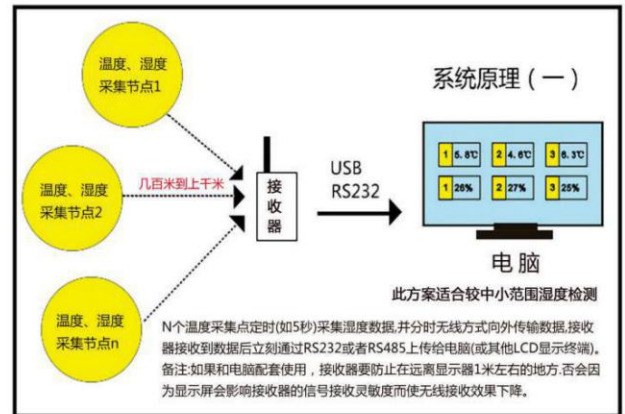 温度、湿度
采集节点1
系统原理（一）
1 5.8℃ 2 4.6℃ 3 6.3℃
1 26% 2 27% 3 25%
温度、湿度
采集节点2
几百米到上千米
接收器
USB
RS232
电脑
此方案适合较中小范围湿度检测
温度、湿度
采集节点n
N个温度采集点定时(如5秒)采集湿度数据,并分时无线方式向外传输数据,接收
器接收到数据后立刻通过RS232或者RS485上传给电脑(或其他LCD显示终端)。
备注:如果和电脑配套使用，接收器要防止在远离显示器1米左右的地方.否会因
为显示屏会影响接收器的信号接收灵敏度而使无线接收效果下降。